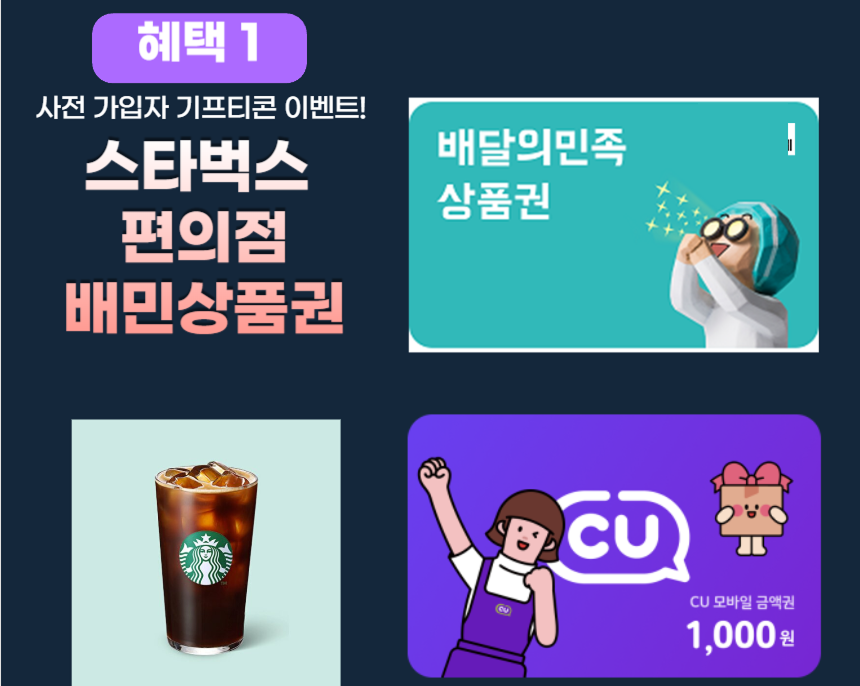 혜택 1
사전 가입자 기프티콘 이벤트!
스타벅스
편의점
배민상품권
배달의민족
상품권
CU
CU
CU 모바일 금액권
1,000원